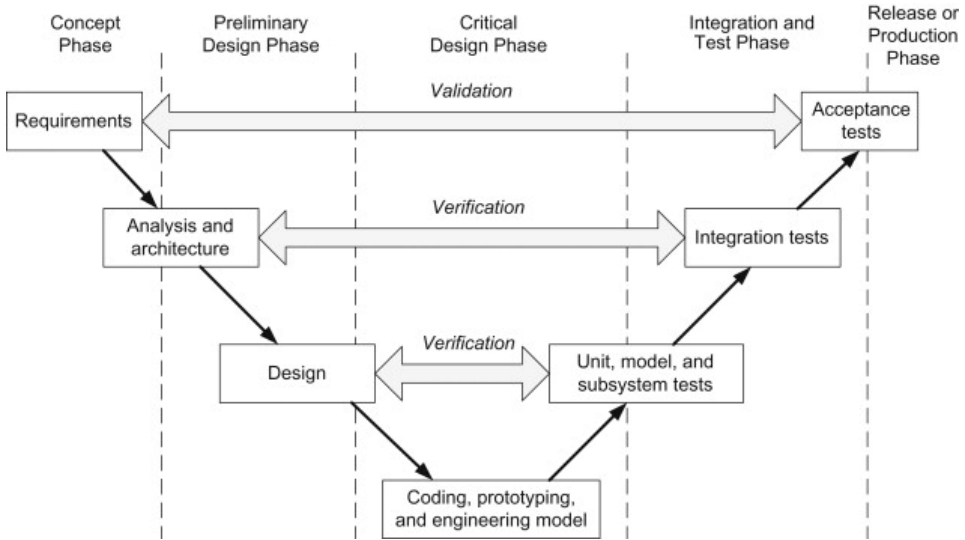 Concept
Phase
Preliminary
Design Phase
Critical
Design Phase
Integration and
Test Phase
Release or
Production
Phase
Validation
Requirements
Acceptance
tests
Verification
Analysis and
architecture
Integration tests
Verification
Design
Unit, model, and
subsystem tests
Coding, prototyping,
and engineering model